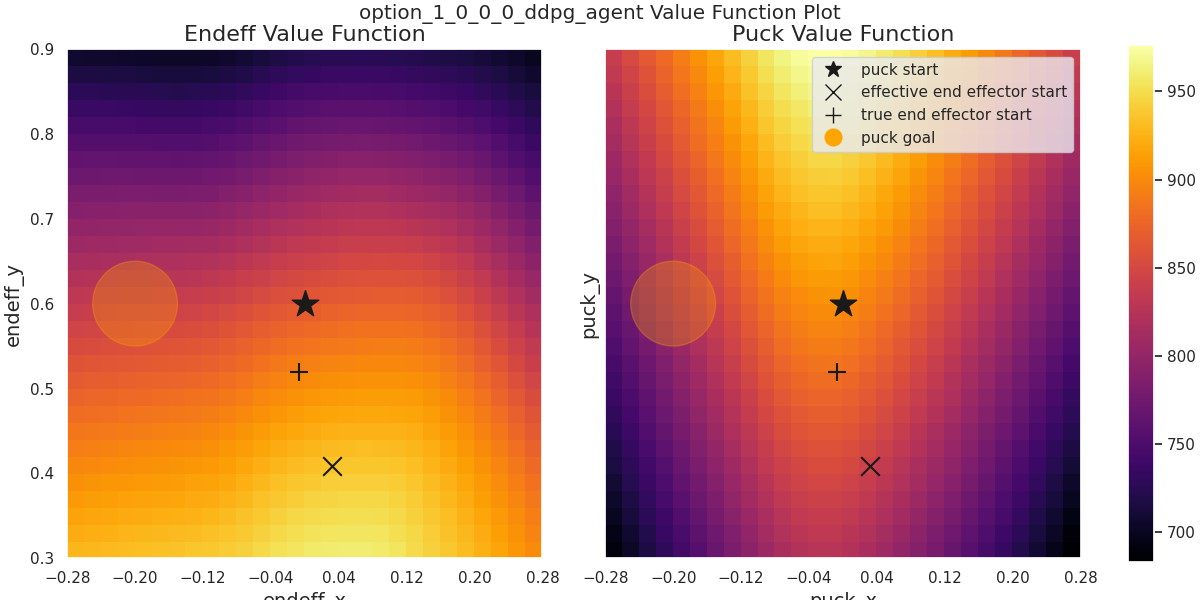 option_1_0_0_0_ddpg_agent Value Function Plot
Endeff Value Function
Puck Value Function
puck start
effective end effector start
true end effector start
puck goal
0.9
0.8
0.7
0.6
0.5
0.4
0.3
endeff_y
−0.28 −0.20 −0.12 −0.04 0.04 0.12 0.20 0.28
endeff_x
puck_y
−0.28 −0.20 −0.12 −0.04 0.04 0.12 0.20 0.28
puck_x
950
900
850
800
750
700